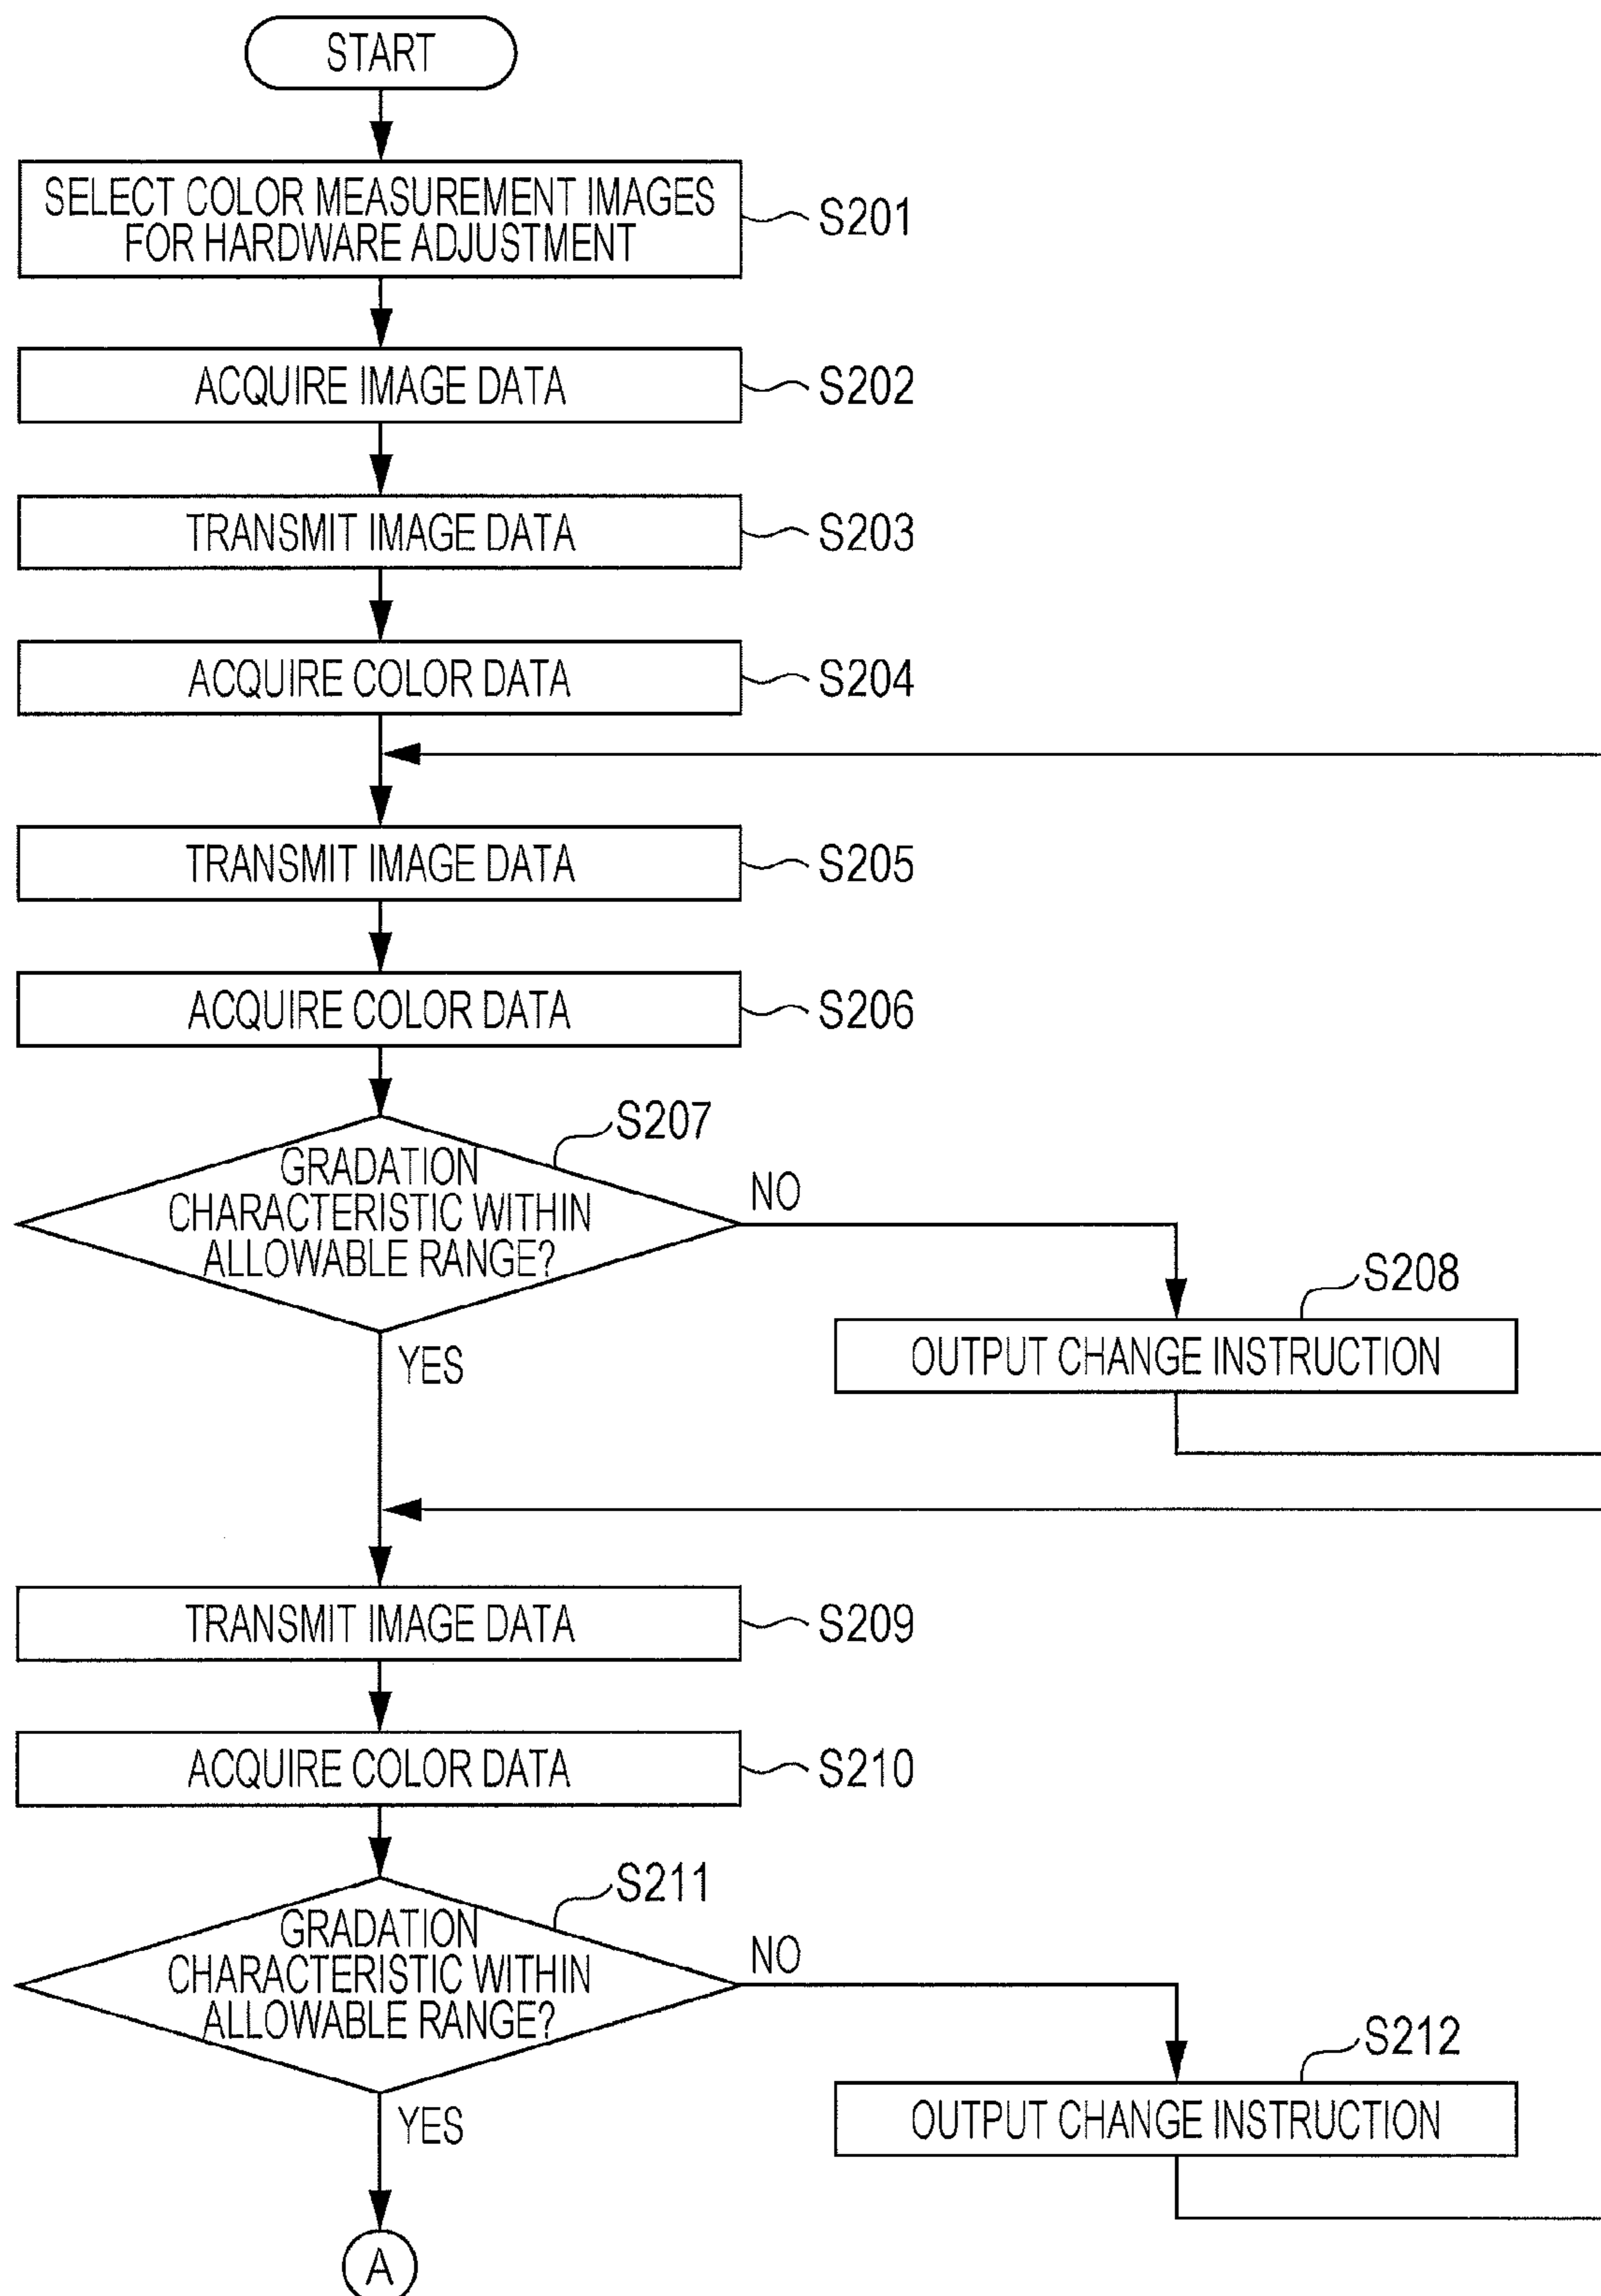 START
SELECT COLOR MEASUREMENT IMAGES
FOR HARDWARE ADJUSTMENT
S201
ACQUIRE IMAGE DATA
S202
TRANSMIT IMAGE DATA
S203
ACQUIRE COLOR DATA
S204
TRANSMIT IMAGE DATA
S205
ACQUIRE COLOR DATA
S206
S207
GRADATION
CHARACTERISTIC WITHIN
ALLOWABLE RANGE?
NO
S208
OUTPUT CHANGE INSTRUCTION
YES
TRANSMIT IMAGE DATA
S209
ACQUIRE COLOR DATA
S210
S211
GRADATION
CHARACTERISTIC WITHIN
ALLOWABLE RANGE?
NO
S212
OUTPUT CHANGE INSTRUCTION
YES
A